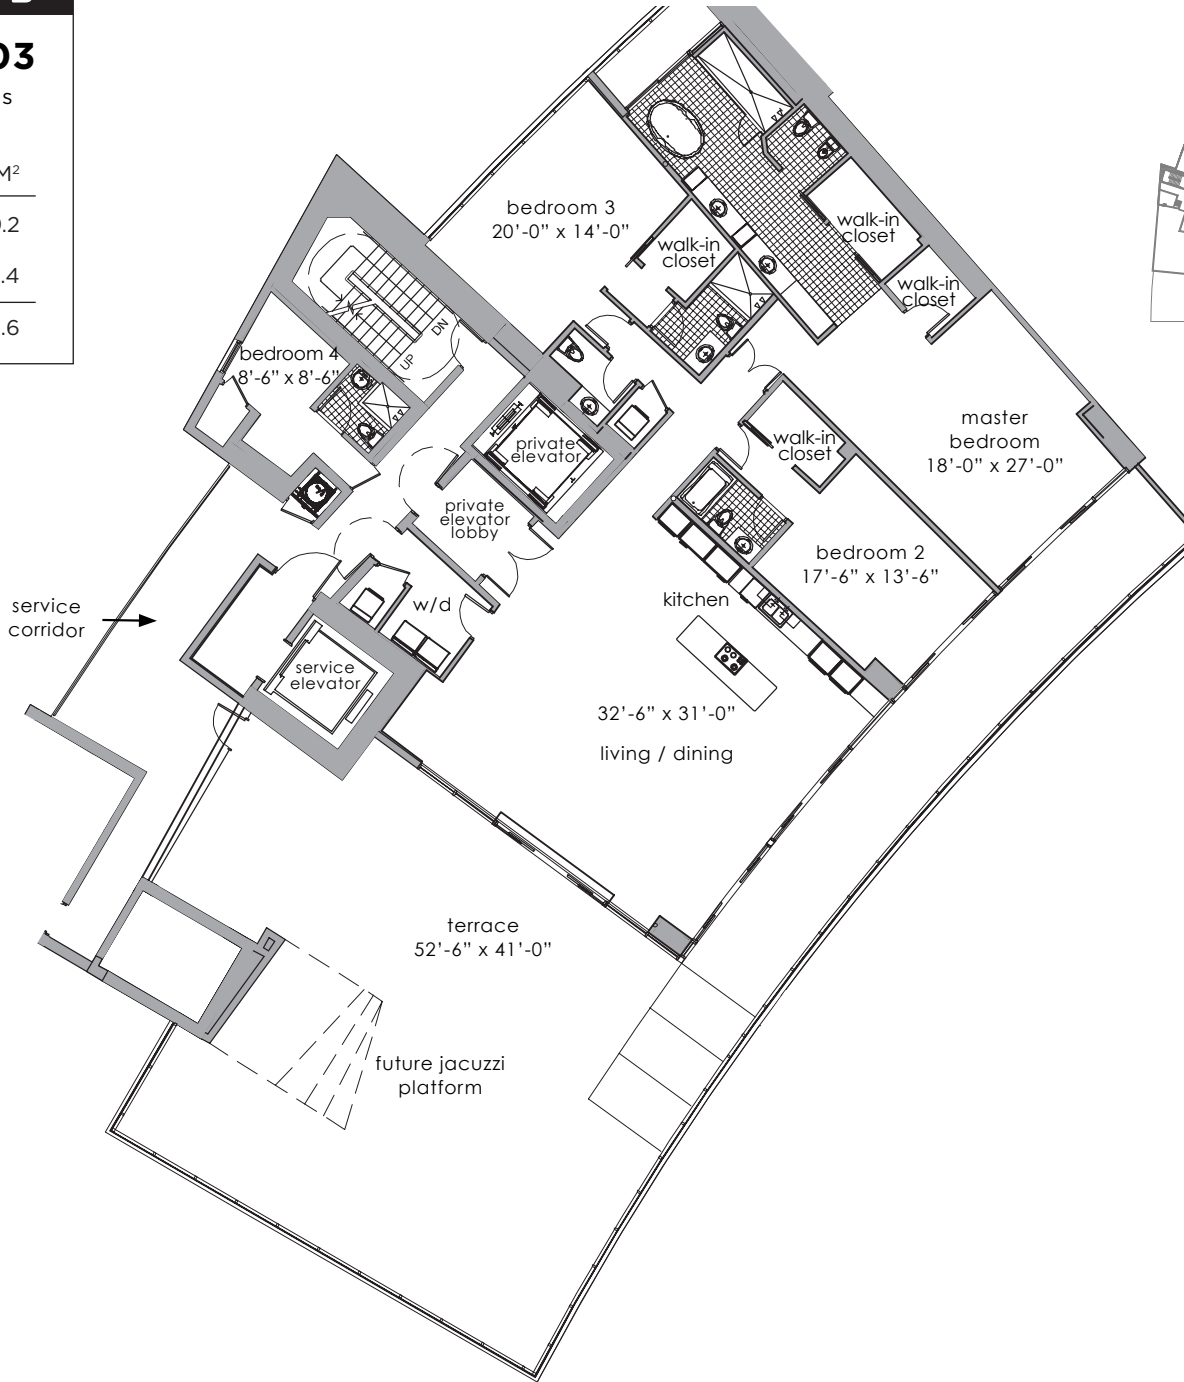 03
s
M²
.2
.4
.6
bedroom 3
20'-0" x 14'-0"
walk-in
closet
walk-in
closet
walk-in
closet
bedroom 4
8'-6" x 8'-6"
DN
UP
private
elevator
private
elevator
lobby
walk-in
closet
master
bedroom
18'-0" x 27'-0"
bedroom 2
17'-6" x 13'-6"
kitchen
w/d
service
corridor
service
elevator
32'-6" x 31'-0"
living / dining
terrace
52'-6" x 41'-0"
future jacuzzi
platform